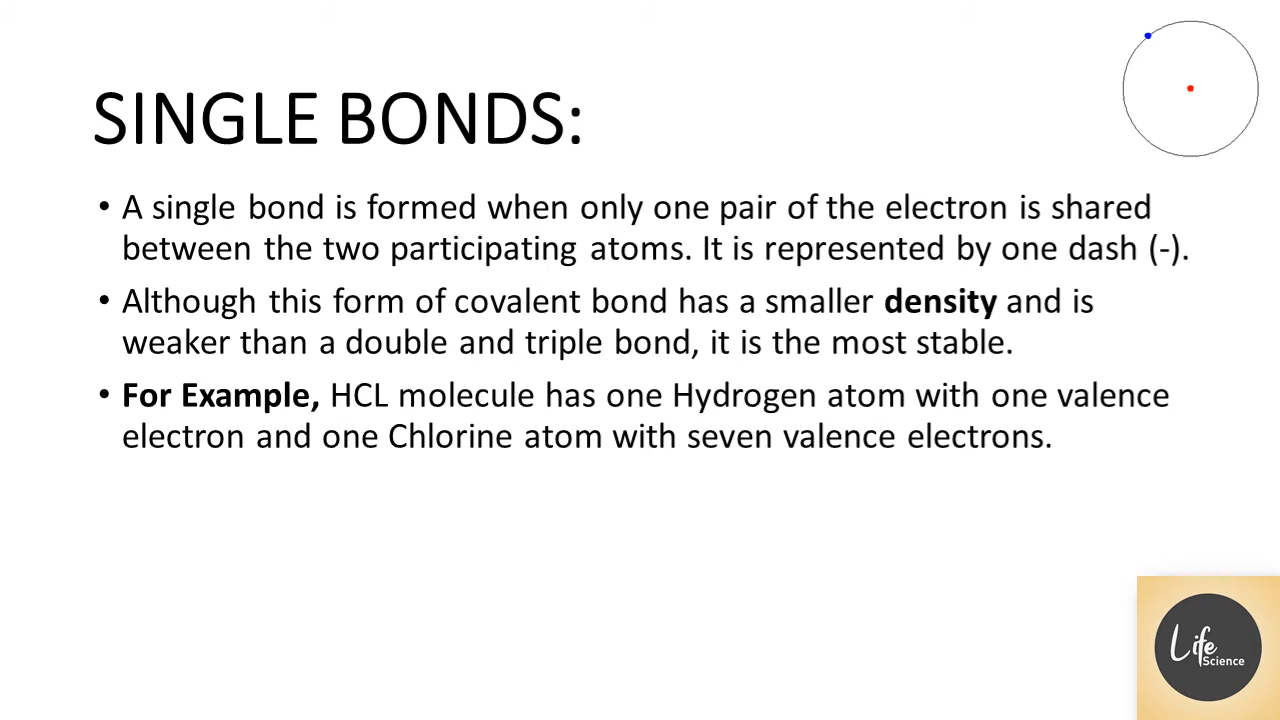 SINGLE BONDS:
• A single bond is formed when only one pair of the electron is shared
between the two participating atoms. It is represented by one dash (-).
• Although this form of covalent bond has a smaller density and is
weaker than a double and triple bond, it is the most stable.
• For Example, HCL molecule has one Hydrogen atom with one valence
electron and one Chlorine atom with seven valence electrons.
Life
Science